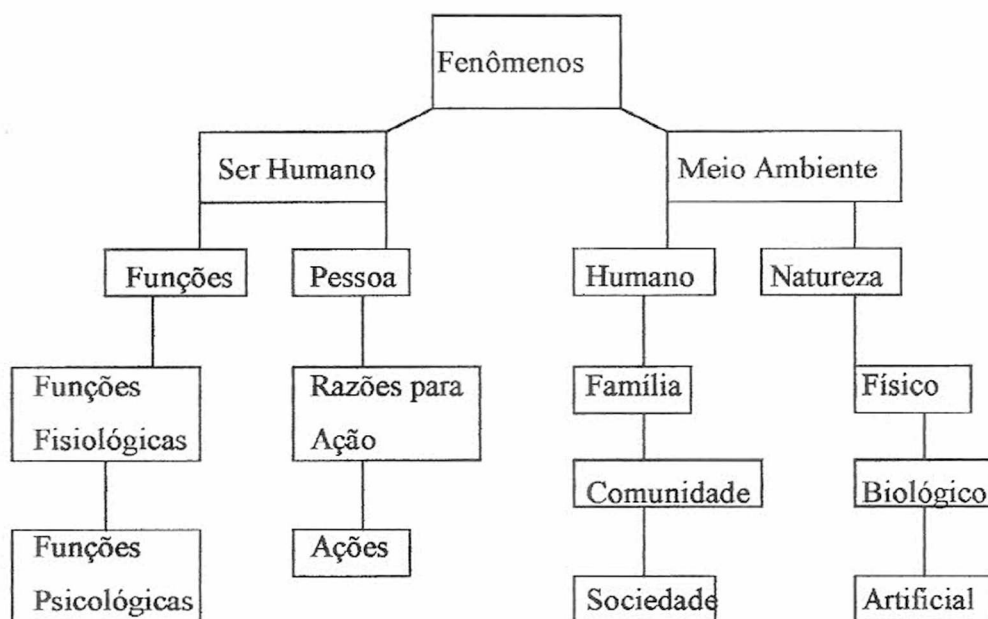 Fenômenos
Ser Humano
Meio Ambiente
Funções
Pessoa
Humano
Natureza
Funções
Fisiológicas
Razões para
Ação
Família
Físico
Comunidade
Biológico
Funções
Psicológicas
Ações
Sociedade
Artificial